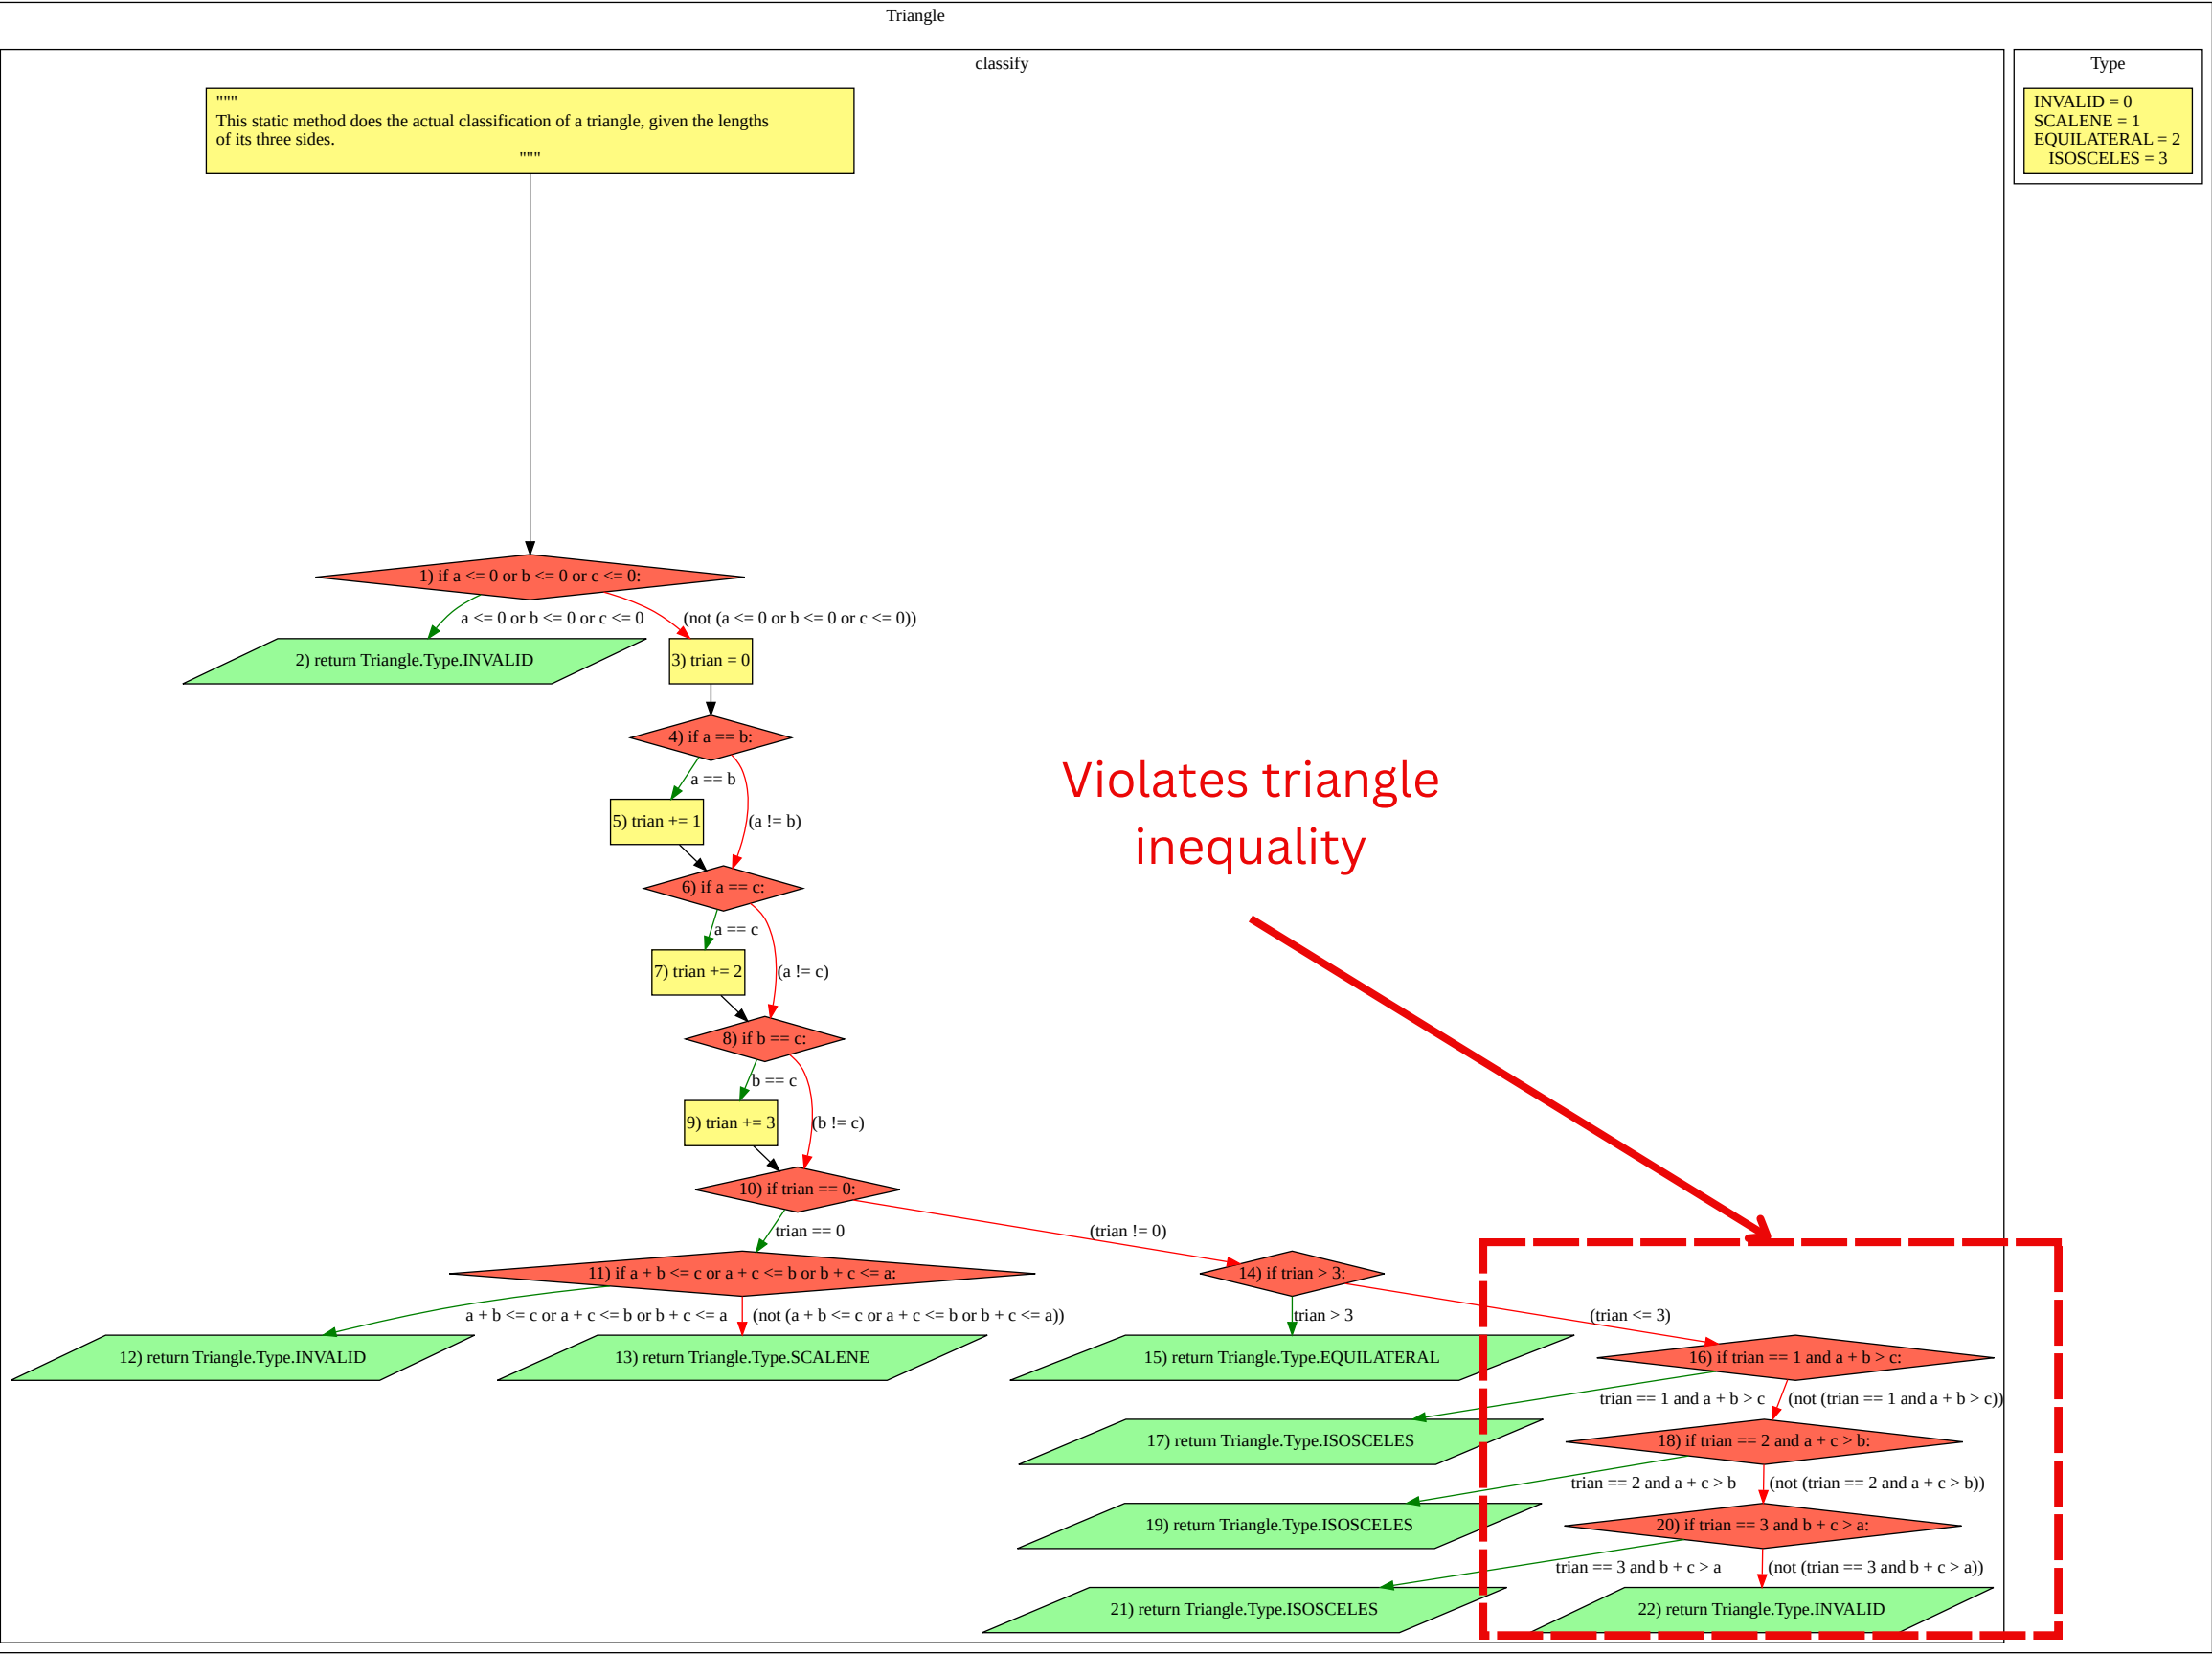 Triangle
classify
Type
"""
This static method does the actual classification of a triangle, given the lengths
of its three sides.
"""
INVALID = 0
SCALENE = 1
EQUILATERAL = 2
ISOSCELES = 3
1) if a <= 0 or b <= 0 or c <= 0:
a <= 0 or b <= 0 or c <= 0
(not (a <= 0 or b <= 0 or c <= 0))
2) return Triangle.Type.INVALID
3) trian = 0
4) if a == b:
a == b
5) trian += 1
(a != b)
6) if a == c:
a == c
7) trian += 2
(a != c)
8) if b == c:
b == c
9) trian += 3
(b != c)
10) if trian == 0:
trian == 0
(trian != 0)
Violates triangle
inequality
11) if a + b <= c or a + c <= b or b + c <= a:
14) if trian > 3:
a + b <= c or a + c <= b or b + c <= a
(not (a + b <= c or a + c <= b or b + c <= a))
trian > 3
(trian <= 3)
12) return Triangle.Type.INVALID
13) return Triangle.Type.SCALENE
15) return Triangle.Type.EQUILATERAL
16) if trian == 1 and a + b > c:
trian == 1 and a + b > c
(not (trian == 1 and a + b > c))
17) return Triangle.Type.ISOSCELES
18) if trian == 2 and a + c > b:
trian == 2 and a + c > b
(not (trian == 2 and a + c > b))
19) return Triangle.Type.ISOSCELES
20) if trian == 3 and b + c > a:
trian == 3 and b + c > a
(not (trian == 3 and b + c > a))
21) return Triangle.Type.ISOSCELES
22) return Triangle.Type.INVALID